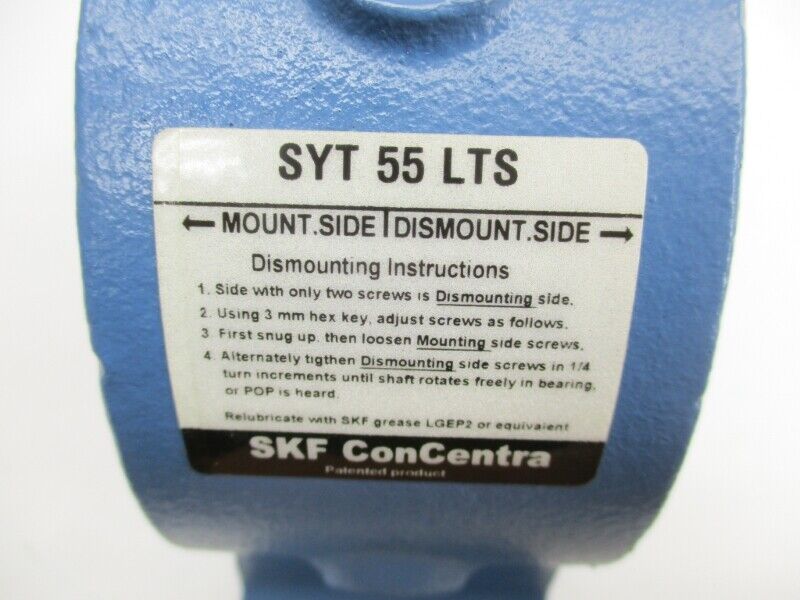 SYT 55 LTS
← MOUNT.SIDE | DISMOUNT.SIDE →
Dismounting Instructions
1. Side with only two screws is Dismounting side.
2. Using 3 mm hex key, adjust screws as follows.
3. First snug up, then loosen Mounting side screws.
4. Alternately tigthen Dismounting side screws in 1/4
turn increments until shaft rotates freely in bearing,
or POP is heard.
Relubricate with SKF grease LGEP2 or equivalent
SKF ConCentra
Patented product